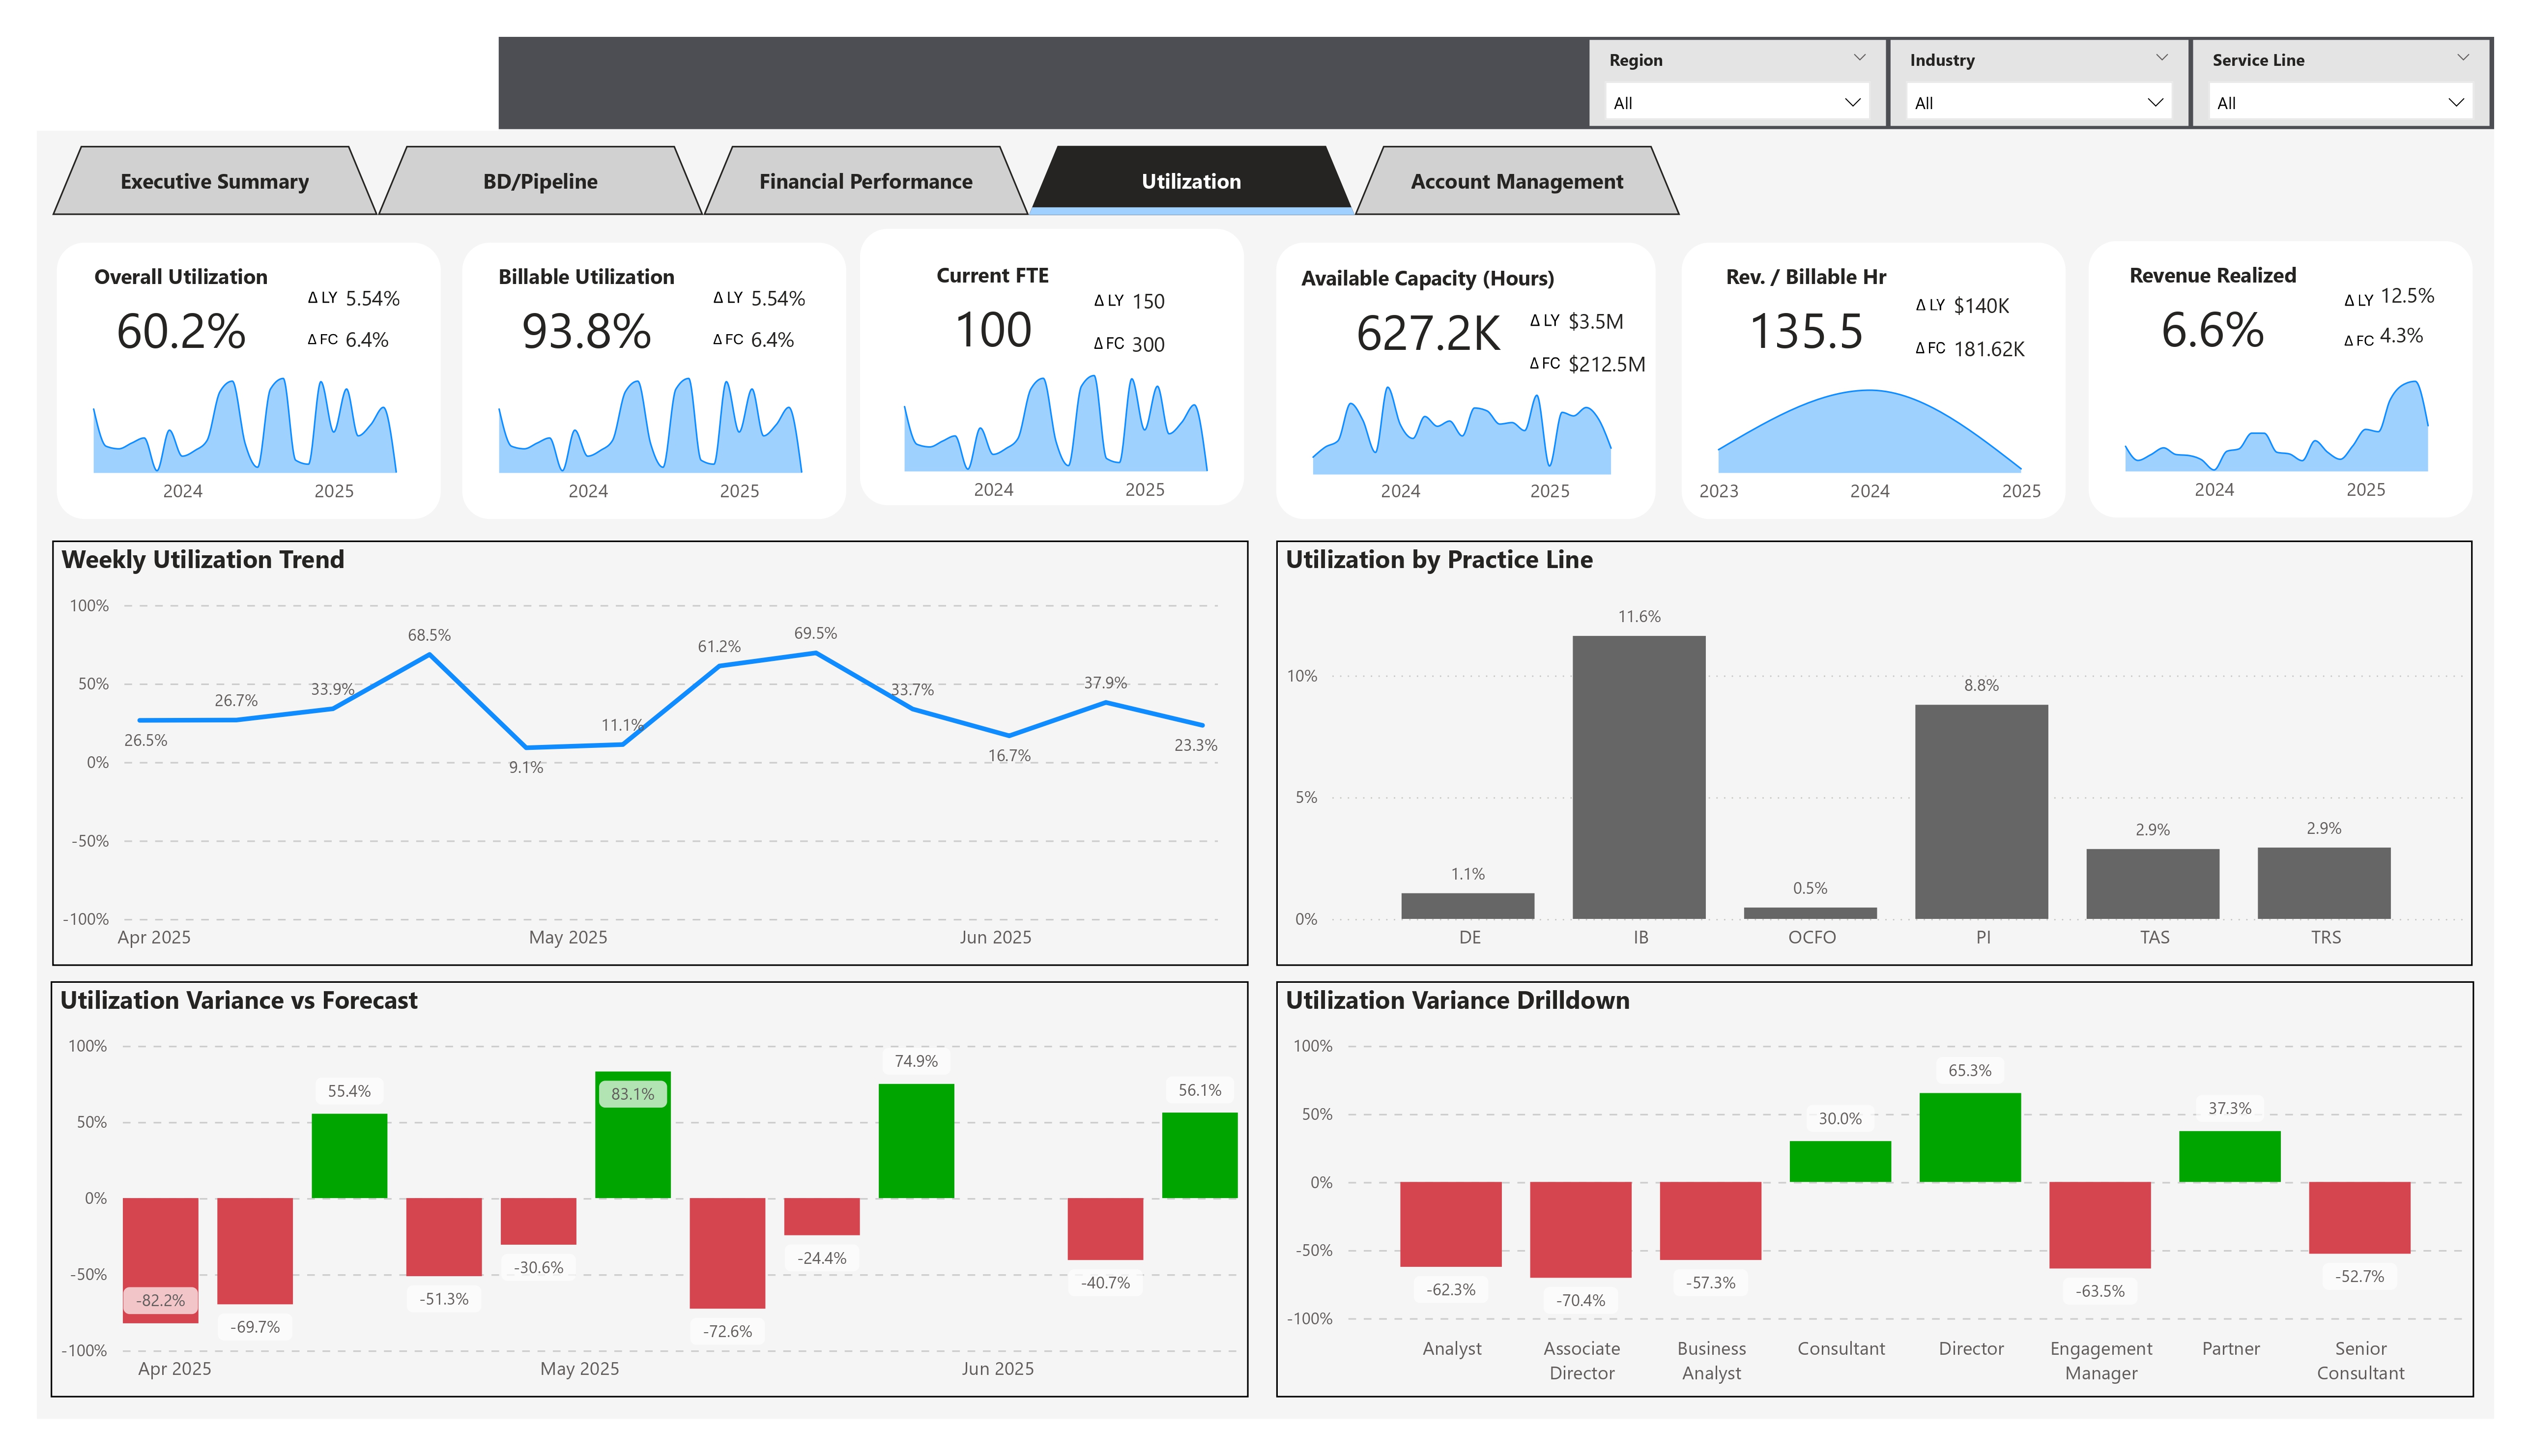 Region
Industry
Service Line
All
All
All
Executive Summary
BD/Pipeline
Financial Performance
Utilization
Account Management
Overall Utilization
60.2%
Δ LY 5.54%
Δ FC 6.4%
2024 2025
Billable Utilization
93.8%
Δ LY 5.54%
Δ FC 6.4%
2024 2025
Current FTE
100
Δ LY 150
Δ FC 300
2024 2025
Available Capacity (Hours)
627.2K
Δ LY $3.5M
Δ FC $212.5M
2024 2025
Rev. / Billable Hr
135.5
Δ LY $140K
Δ FC 181.62K
2023 2024 2025
Revenue Realized
6.6%
Δ LY 12.5%
Δ FC 4.3%
2024 2025
Weekly Utilization Trend
100%
50%
0%
-50%
-100%
26.5%
26.7%
33.9%
68.5%
9.1%
11.1%
61.2%
69.5%
33.7%
16.7%
37.9%
23.3%
Apr 2025 May 2025 Jun 2025
Utilization by Practice Line
10%
5%
0%
1.1%
11.6%
0.5%
8.8%
2.9%
2.9%
DE IB OCFO PI TAS TRS
Utilization Variance vs Forecast
100%
50%
0%
-50%
-100%
-82.2%
-69.7%
55.4%
-51.3%
-30.6%
83.1%
-72.6%
-24.4%
74.9%
-40.7%
56.1%
Apr 2025 May 2025 Jun 2025
Utilization Variance Drilldown
100%
50%
0%
-50%
-100%
-62.3%
-70.4%
-57.3%
30.0%
65.3%
-63.5%
37.3%
-52.7%
Analyst
Associate
Director
Business
Analyst
Consultant
Director
Engagement
Manager
Partner
Senior
Consultant